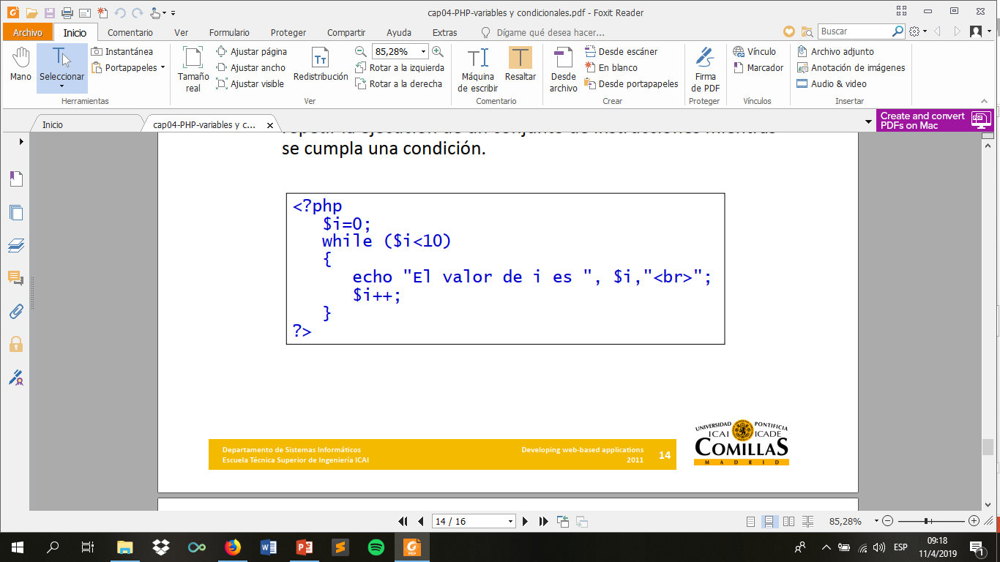 cap04-PHP-variables y condicionales.pdf - Foxit Reader
Archivo Inicio Comentario Ver Formulario Proteger Compartir Ayuda Extras Dígame qué desea hacer... Buscar
Mano
Seleccionar
Instantánea
Portapapeles
Herramientas
Tamaño
real
Ajustar página
Ajustar ancho
Ajustar visible
Redistribución
85,28%
Rotar a la izquierda
Rotar a la derecha
Ver
Máquina
de escribir
Resaltar
Comentario
Desde
archivo
Desde escáner
En blanco
Desde portapapeles
Crear
Firma
de PDF
Proteger
Vínculo
Marcador
Vínculos
Archivo adjunto
Anotación de imágenes
Audio & video
Insertar
Inicio
cap04-PHP-variables y c...
Create and convert
PDFs on Mac
se cumpla una condición.
<?php
$i=0;
while ($i<10)
{
echo "El valor de i es ", $i,"<br>";
$i++;
}
?>
Departamento de Sistemas Informáticos
Escuela Técnica Superior de Ingeniería ICAI
Developing web-based applications
2011
14
UNIVERSIDAD PONTIFICIA
ICAI ICADE
COMILLAS
MADRID
14 / 16
85,28%
ESP
09:18
11/4/2019
1